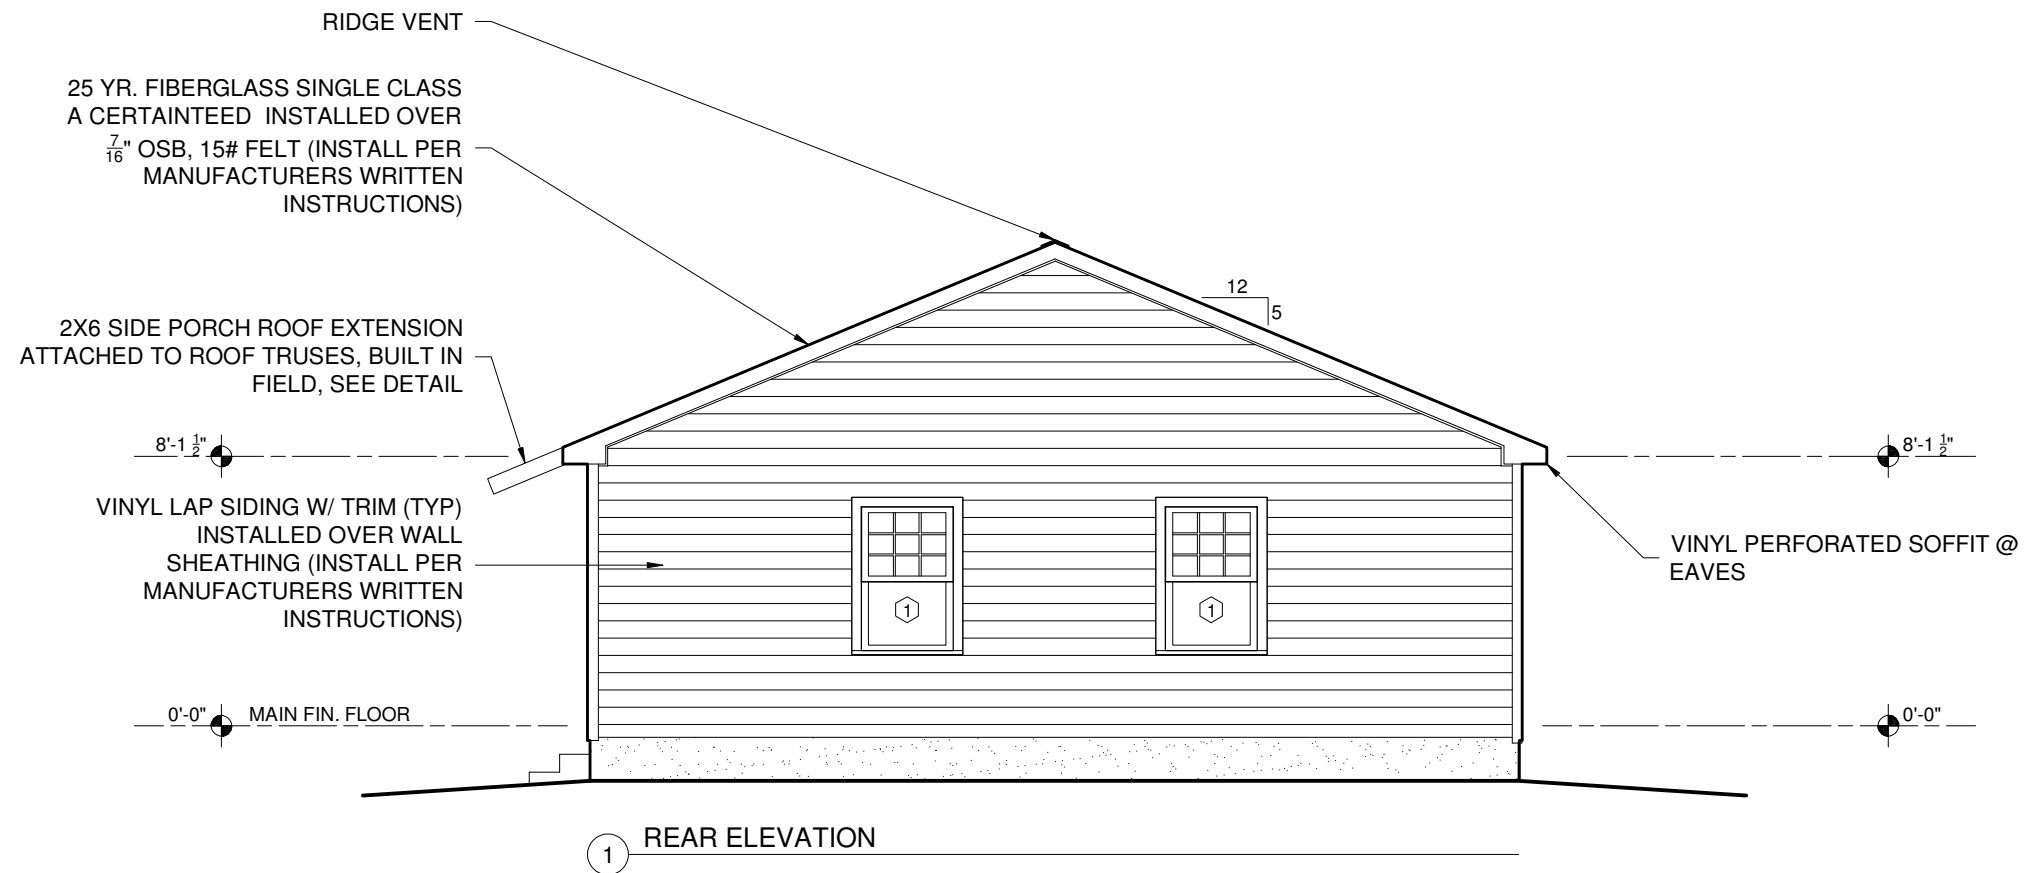 RIDGE VENT
25 YR. FIBERGLASS SINGLE CLASS
A CERTAINTEED INSTALLED OVER
7/16" OSB, 15# FELT (INSTALL PER
MANUFACTURERS WRITTEN
INSTRUCTIONS)
12
5
2X6 SIDE PORCH ROOF EXTENSION
ATTACHED TO ROOF TRUSES, BUILT IN
FIELD, SEE DETAIL
8'-1 1/2"
8'-1 1/2"
VINYL LAP SIDING W/ TRIM (TYP)
INSTALLED OVER WALL
SHEATHING (INSTALL PER
MANUFACTURERS WRITTEN
INSTRUCTIONS)
VINYL PERFORATED SOFFIT @
EAVES
1
1
0'-0"
MAIN FIN. FLOOR
0'-0"
1
REAR ELEVATION